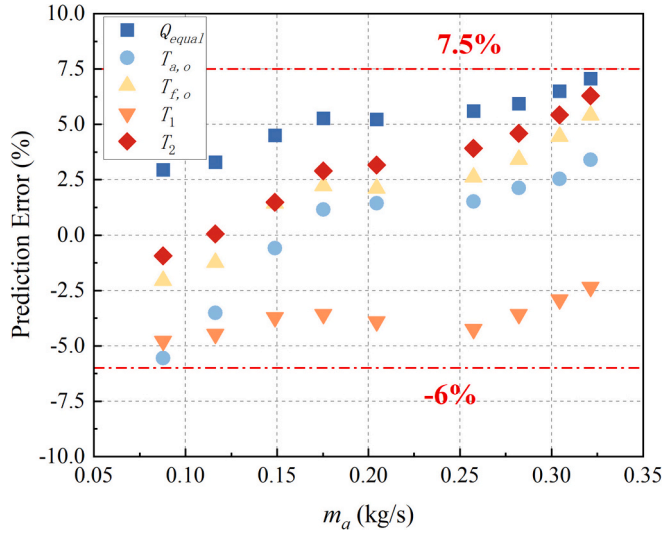 10.0
7.5
5.0
2.5
0.0
-2.5
-5.0
-7.5
-10.0
Prediction Error (%)
Q_equal
T_a,o
T_f,o
T_1
T_2
7.5%
-6%
0.05 0.10 0.15 0.20 0.25 0.30 0.35
m_a (kg/s)